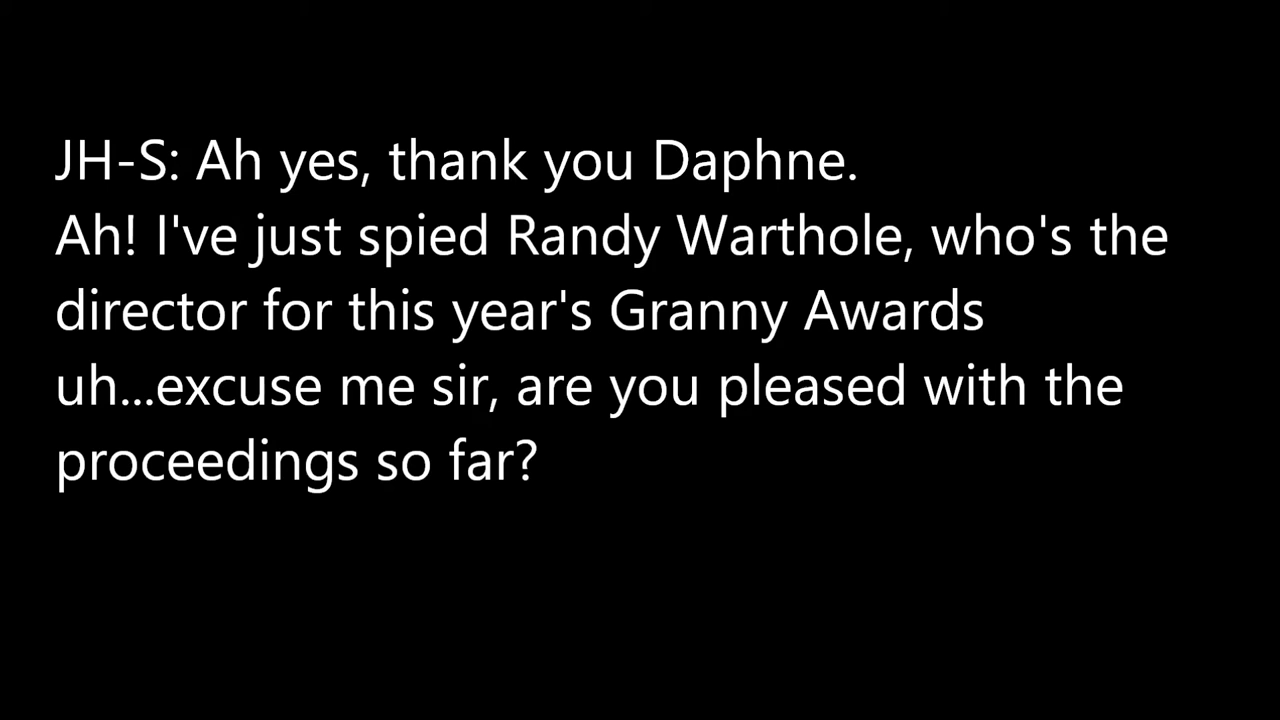 JH-S: Ah yes, thank you Daphne.
Ah! I've just spied Randy Warthole, who's the
director for this year's Granny Awards
uh...excuse me sir, are you pleased with the
proceedings so far?